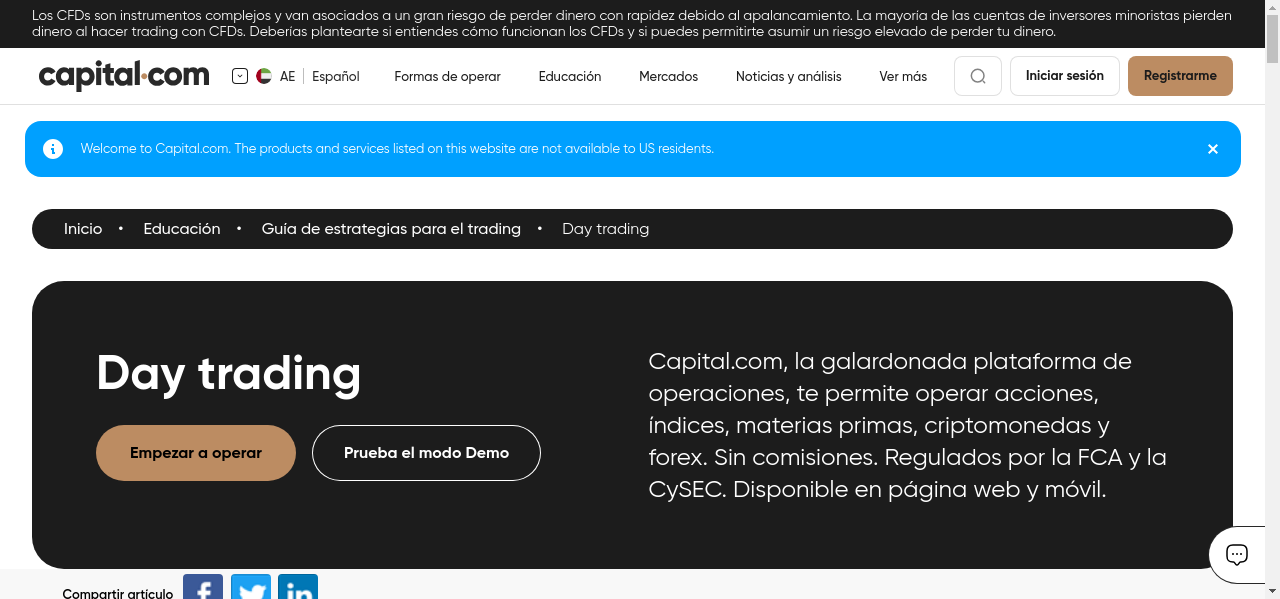 Los CFDs son instrumentos complejos y van asociados a un gran riesgo de perder dinero con rapidez debido al apalancamiento. La mayoría de las cuentas de inversores minoristas pierden
dinero al hacer trading con CFDs. Deberías plantearte si entiendes cómo funcionan los CFDs y si puedes permitirte asumir un riesgo elevado de perder tu dinero.
capital.com
AE Español
Formas de operar
Educación
Mercados
Noticias y análisis
Ver más
Iniciar sesión
Registrarme
Welcome to Capital.com. The products and services listed on this website are not available to US residents.
Inicio • Educación • Guía de estrategias para el trading • Day trading
Day trading
Empezar a operar
Prueba el modo Demo
Capital.com, la galardonada plataforma de
operaciones, te permite operar acciones,
índices, materias primas, criptomonedas y
forex. Sin comisiones. Regulados por la FCA y la
CySEC. Disponible en página web y móvil.
Compartir artículo